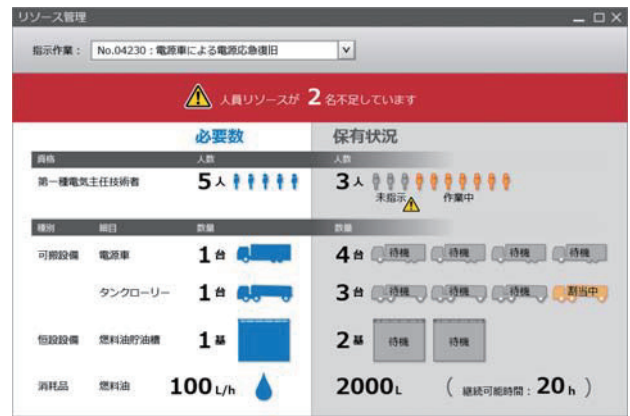 リソース管理
指示作業： No.04230：電源車による電源応急復旧
人員リソースが 2 名不足しています
必要数 保有状況
資格 人数 人数
第一種電気主任技術者 5人 3人
未指示 作業中
種別 細目 数量 数量
可搬設備 電源車 1台 4台 待機 待機 待機 待機
タンクローリー 1台 3台 待機 待機 待機 割当中
恒設設備 燃料油貯油槽 1基 2基 待機 待機
消耗品 燃料油 100 L/h 2000L （ 継続可能時間：20h ）